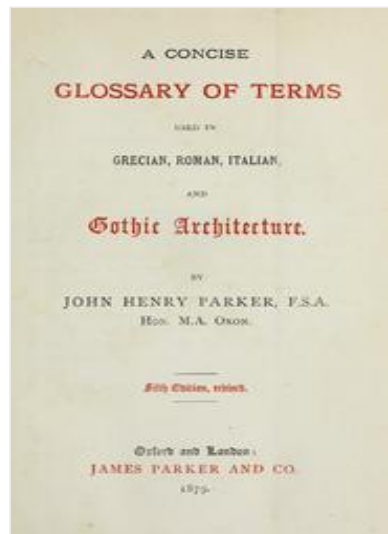 A CONCISE
GLOSSARY OF TERMS
USED IN
GRECIAN, ROMAN, ITALIAN,
AND
Gothic Architecture.
BY
JOHN HENRY PARKER, F.S.A.
HON. M.A. OXON.
Fifth Edition, revised.
Oxford and London:
JAMES PARKER AND CO.